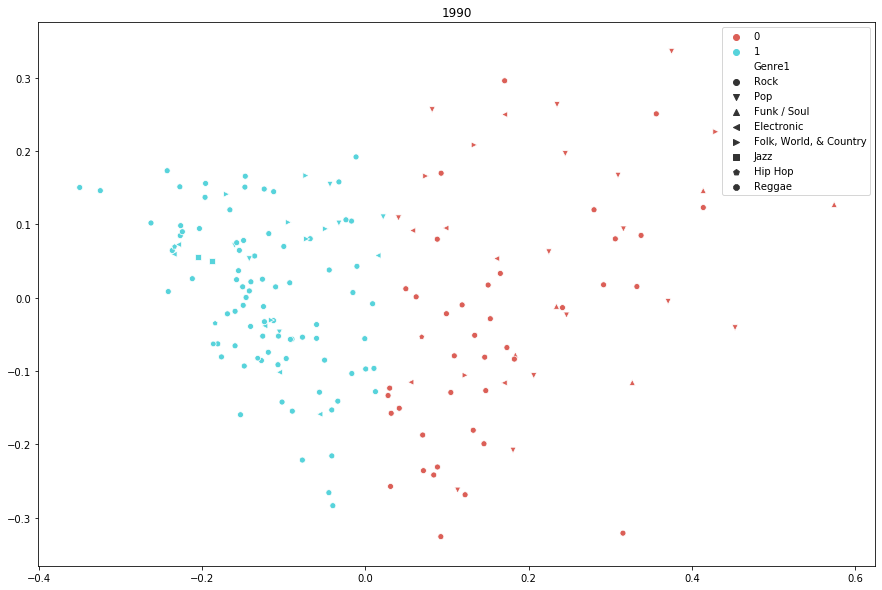 1990
0
1
Genre1
Rock
Pop
Funk / Soul
Electronic
Folk, World, & Country
Jazz
Hip Hop
Reggae
0.3
0.2
0.1
0.0
−0.1
−0.2
−0.3
−0.4 −0.2 0.0 0.2 0.4 0.6